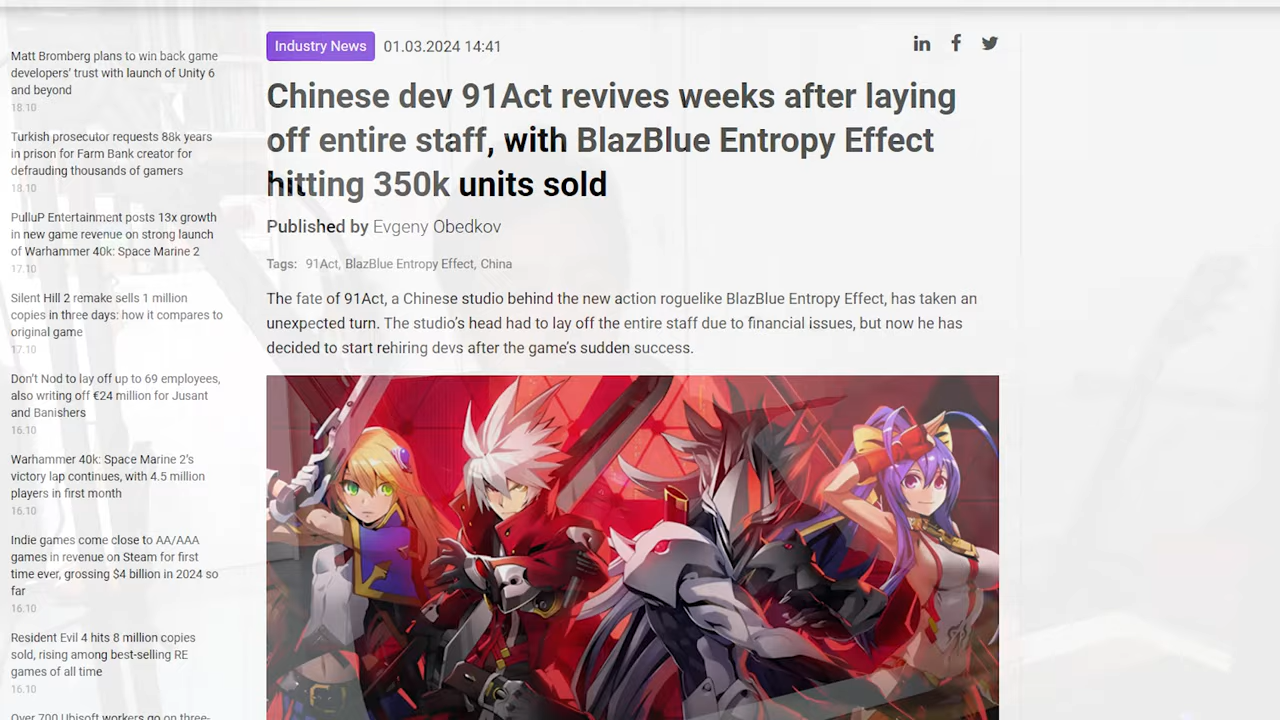 Matt Bromberg plans to win back game
developers' trust with launch of Unity 6
and beyond
18.10
Turkish prosecutor requests 88k years
in prison for Farm Bank creator for
defrauding thousands of gamers
18.10
PulluP Entertainment posts 13x growth
in new game revenue on strong launch
of Warhammer 40k: Space Marine 2
17.10
Silent Hill 2 remake sells 1 million
copies in three days: how it compares to
original game
17.10
Don't Nod to lay off up to 69 employees,
also writing off €24 million for Jusant
and Banishers
16.10
Warhammer 40k: Space Marine 2's
victory lap continues, with 4.5 million
players in first month
16.10
Indie games come close to AA/AAA
games in revenue on Steam for first
time ever, grossing $4 billion in 2024 so
far
16.10
Resident Evil 4 hits 8 million copies
sold, rising among best-selling RE
games of all time
16.10
Over 700 Ubisoft workers go on three-
Industry News 01.03.2024 14:41
Chinese dev 91Act revives weeks after laying
off entire staff, with BlazBlue Entropy Effect
hitting 350k units sold
Published by Evgeny Obedkov
Tags: 91Act, BlazBlue Entropy Effect, China
The fate of 91Act, a Chinese studio behind the new action roguelike BlazBlue Entropy Effect, has taken an
unexpected turn. The studio's head had to lay off the entire staff due to financial issues, but now he has
decided to start rehiring devs after the game's sudden success.